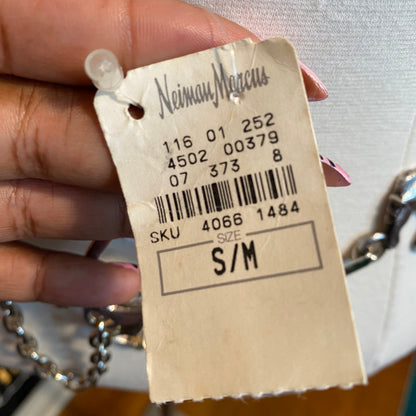 Neiman Marcus
116 01 252
4502 00379
07 373 8
SKU 4066 1484
SIZE
S/M